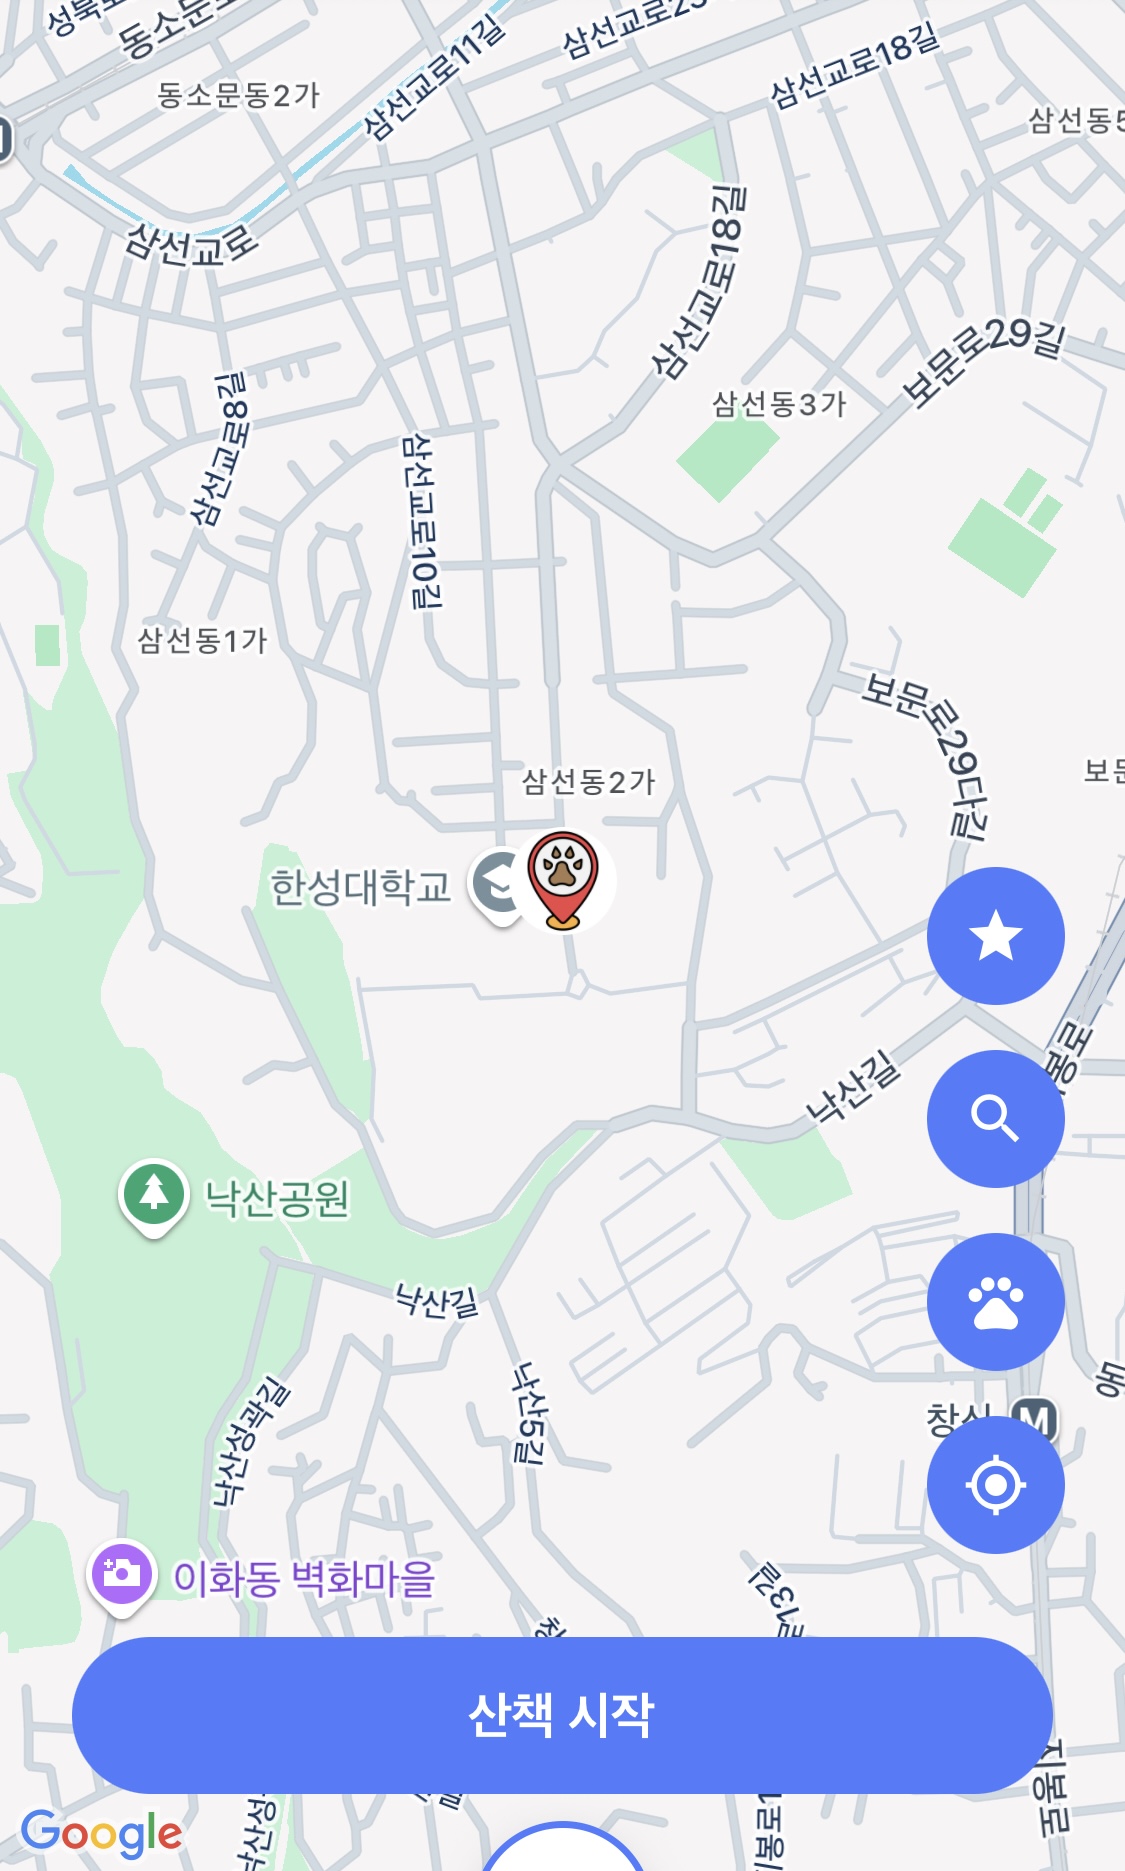 동소문동2가
삼선교로11길
삼선교로18길
삼선교로
삼선교로18길
보문로29길
삼선동3가
삼선교로8길
삼선교로10길
삼선동1가
보문로29다길
삼선동2가
한성대학교
낙산길
낙산공원
낙산길
낙산5길
낙산성곽길
M
이화동 벽화마을
산책 시작
지봉로
Google